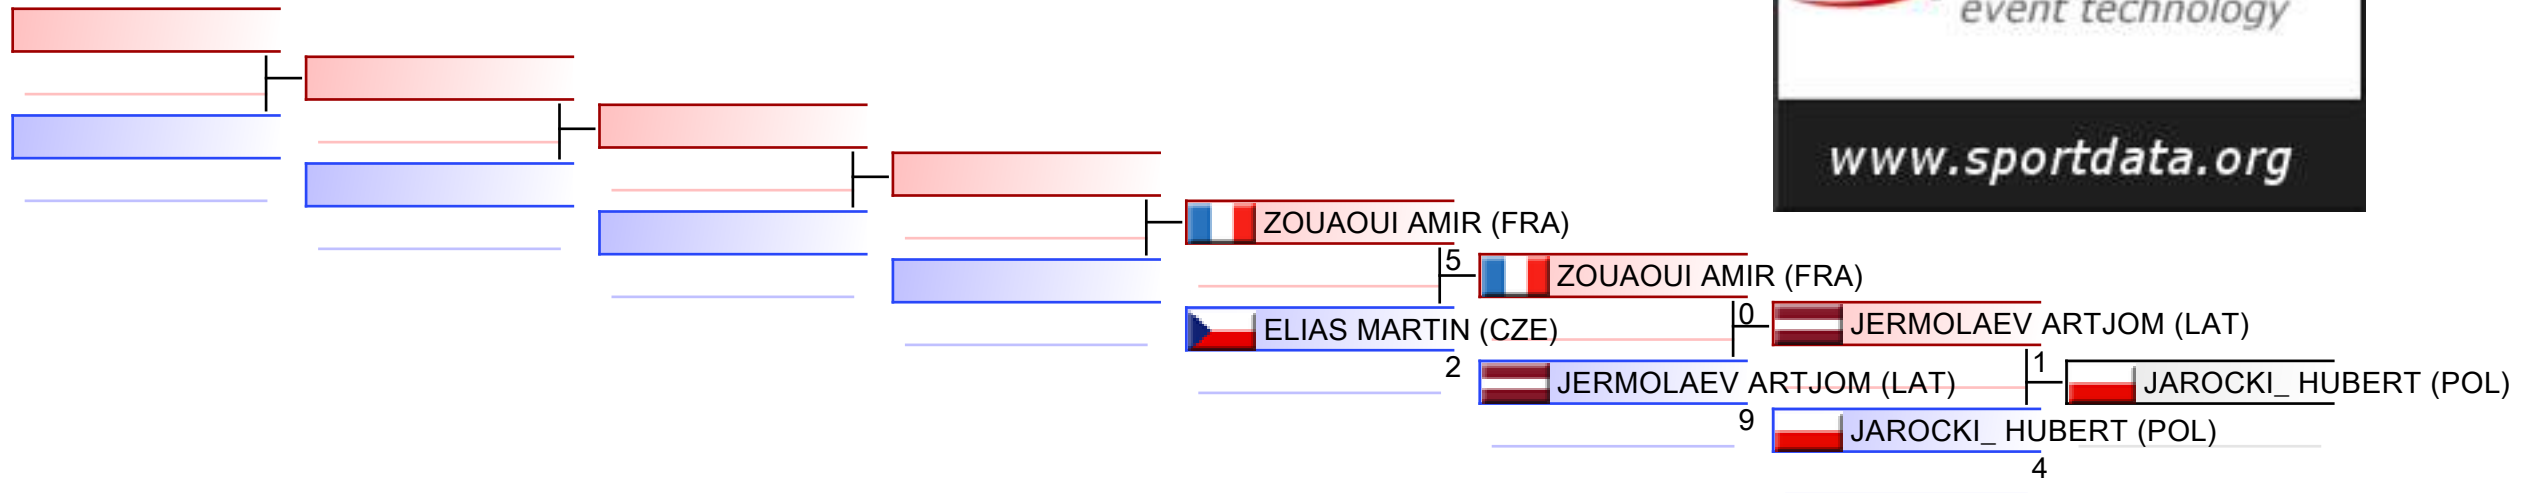 event technology
www.sportdata.org
ZOUAOUI AMIR (FRA)
5
ZOUAOUI AMIR (FRA)
ELIAS MARTIN (CZE)
2
0
JERMOLAEV ARTJOM (LAT)
JERMOLAEV ARTJOM (LAT)
9
1
JAROCKI_ HUBERT (POL)
JAROCKI_ HUBERT (POL)
4